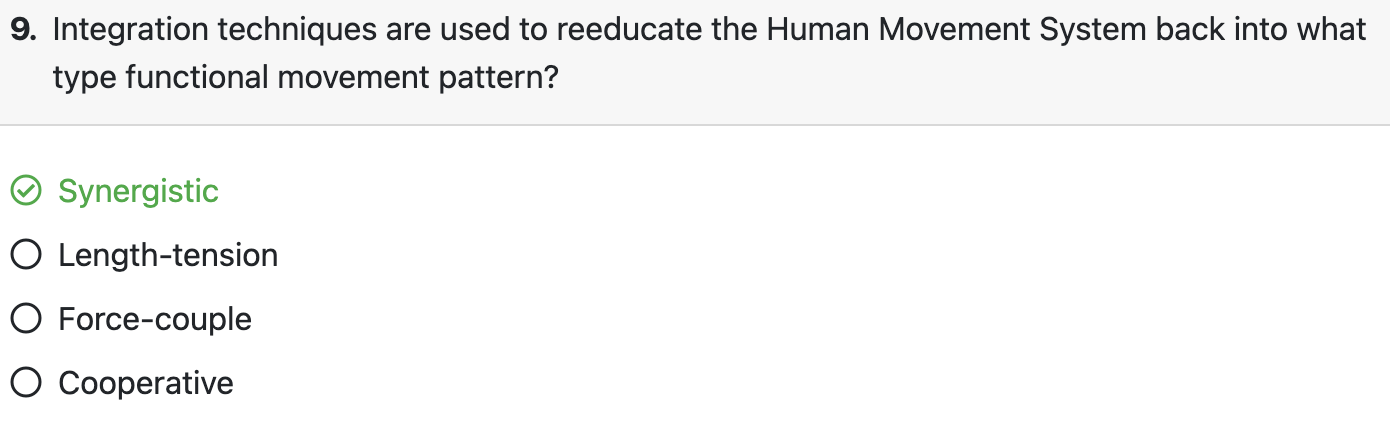 9. Integration techniques are used to reeducate the Human Movement System back into what
type functional movement pattern?
Synergistic
Length-tension
Force-couple
Cooperative